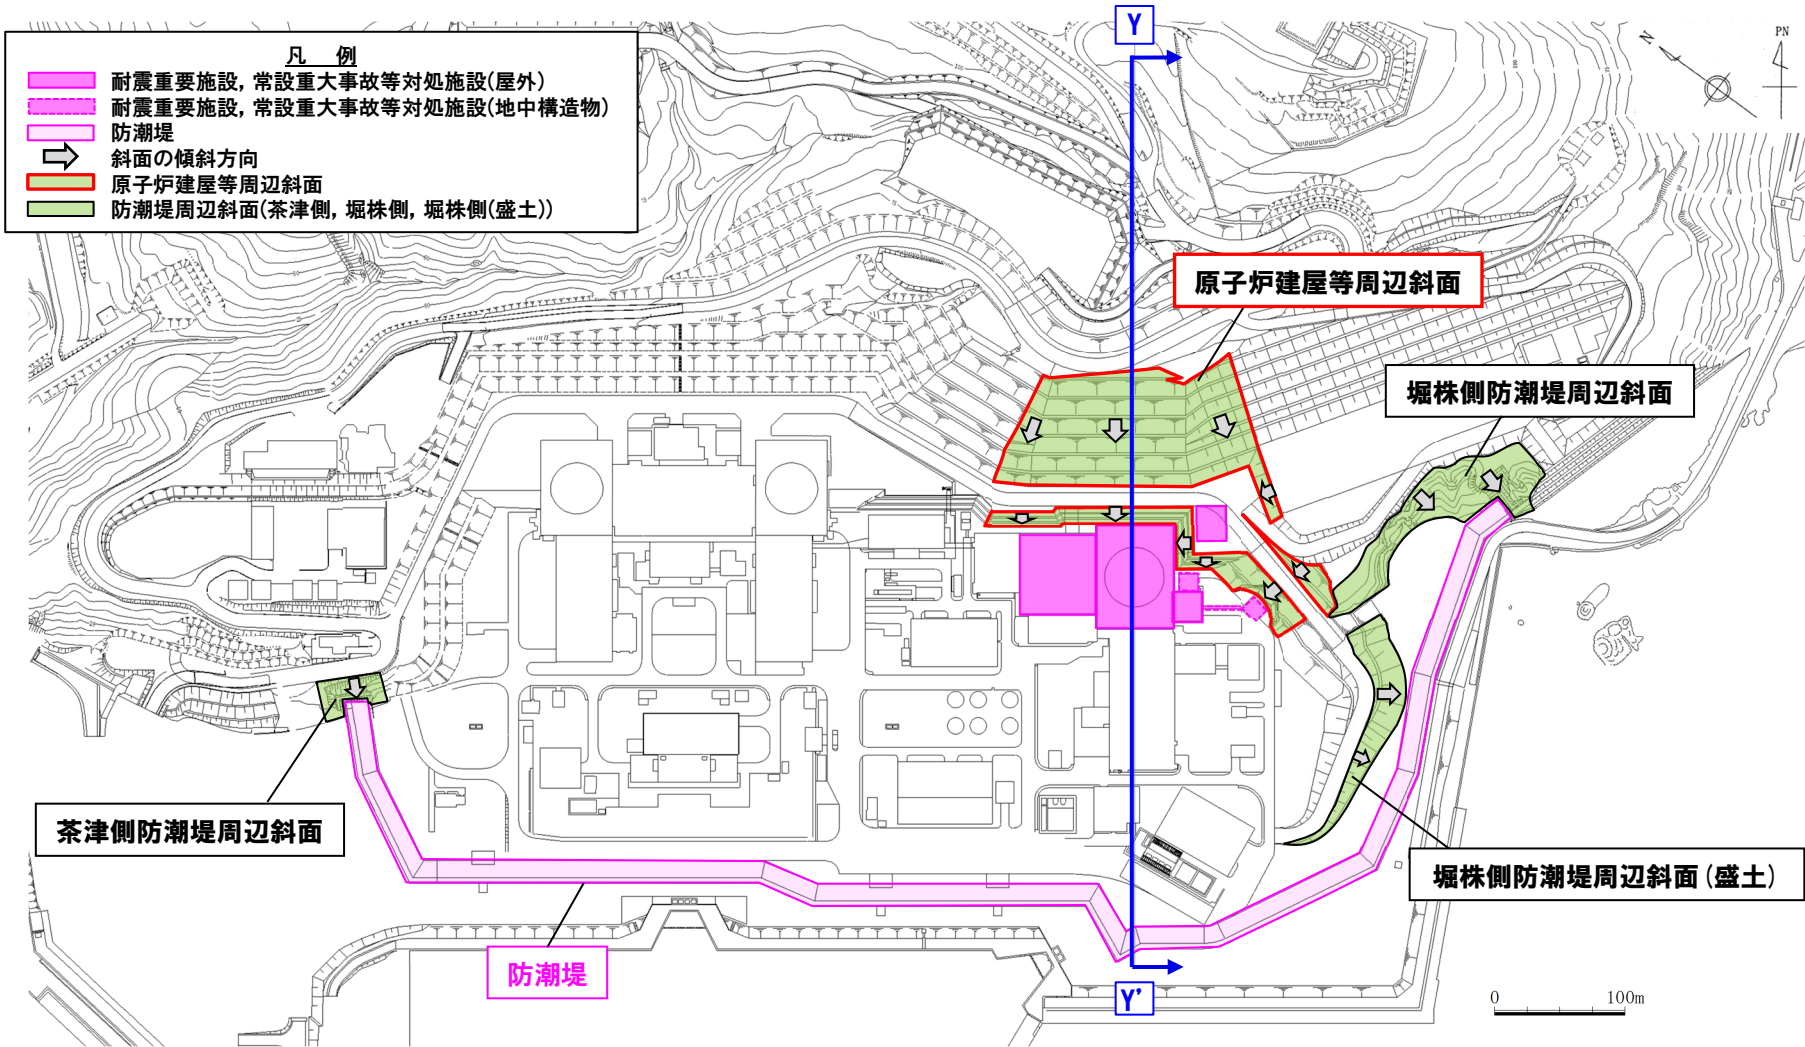 Y
N
PN
凡　例
耐震重要施設，常設重大事故等対処施設(屋外)
耐震重要施設，常設重大事故等対処施設(地中構造物)
防潮堤
斜面の傾斜方向
原子炉建屋等周辺斜面
防潮堤周辺斜面(茶津側，堀株側，堀株側(盛土))
原子炉建屋等周辺斜面
堀株側防潮堤周辺斜面
茶津側防潮堤周辺斜面
堀株側防潮堤周辺斜面(盛土)
防潮堤
Y'
0 100m